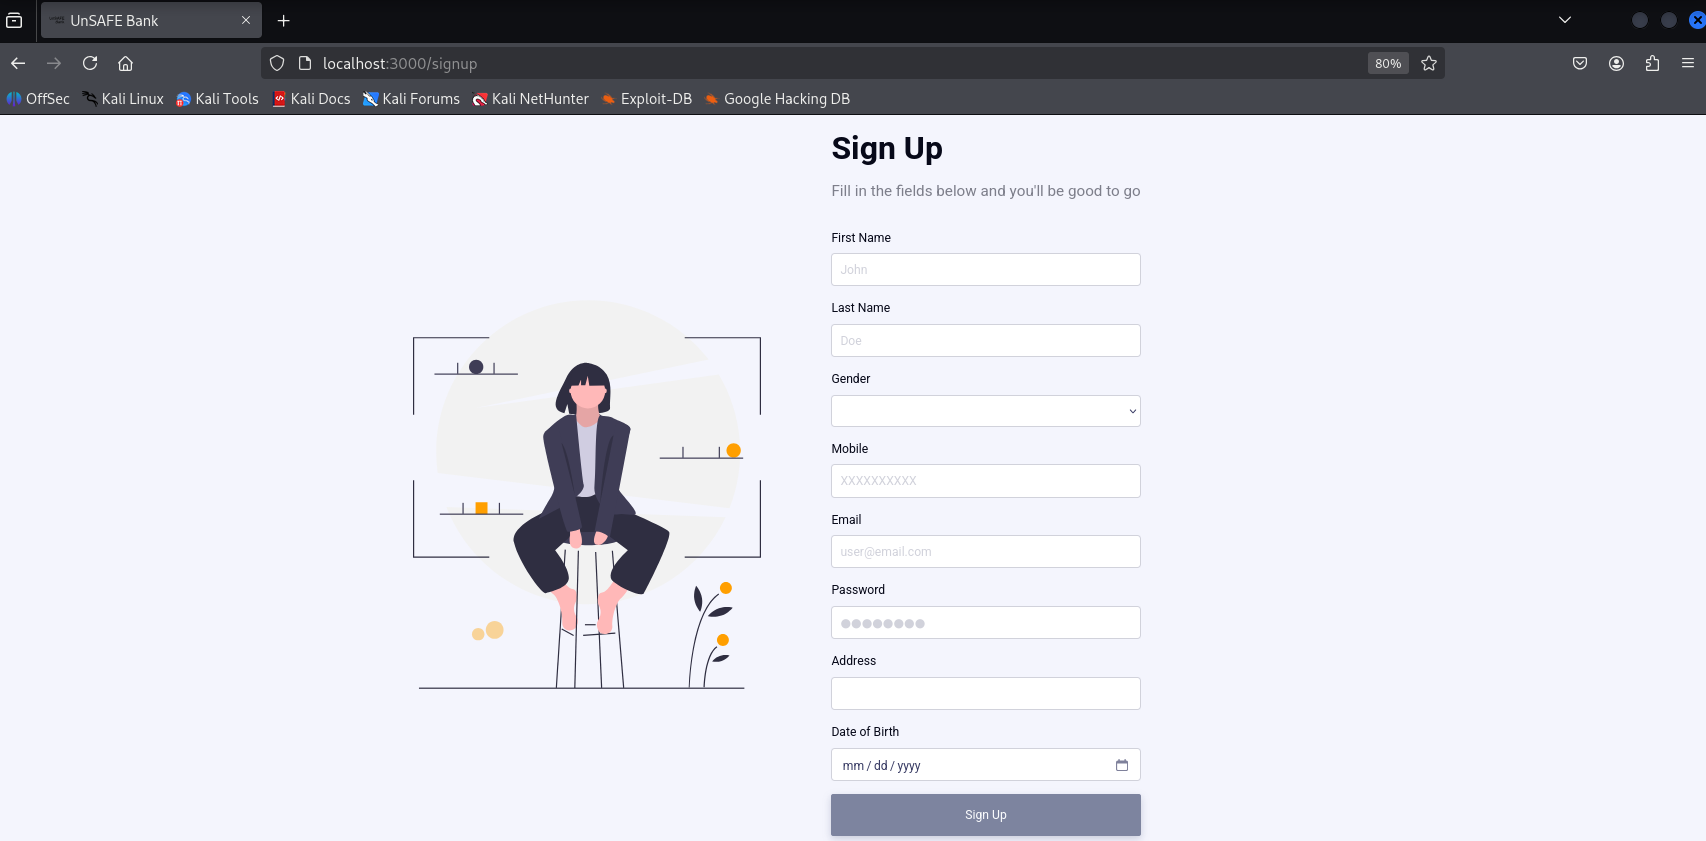 UnSAFE Bank
localhost:3000/signup
80%
OffSec Kali Linux Kali Tools Kali Docs Kali Forums Kali NetHunter Exploit-DB Google Hacking DB
Sign Up
Fill in the fields below and you'll be good to go
First Name
John
Last Name
Doe
Gender
Mobile
XXXXXXXXXX
Email
user@email.com
Password
Address
Date of Birth
mm / dd / yyyy
Sign Up